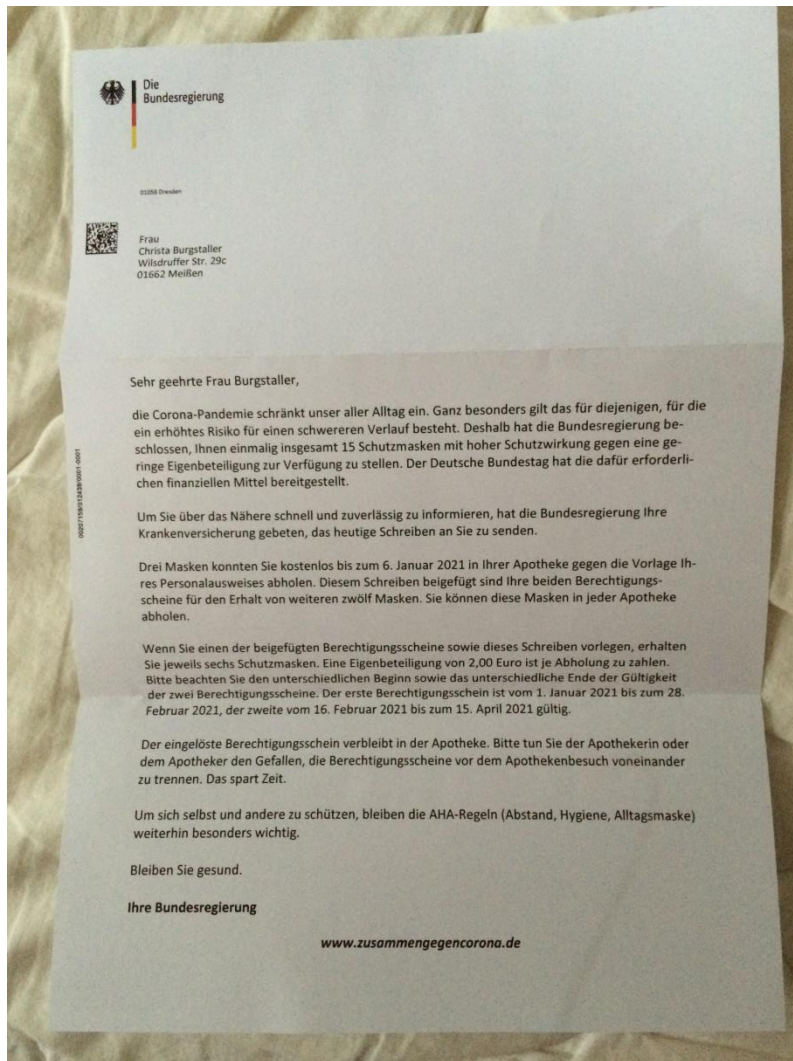 Die
Bundesregierung
01058 Dresden
Frau
Christa Burgstaller
Wilsdruffer Str. 29c
01662 Meißen
Sehr geehrte Frau Burgstaller,
die Corona-Pandemie schränkt unser aller Alltag ein. Ganz besonders gilt das für diejenigen, für die
ein erhöhtes Risiko für einen schwereren Verlauf besteht. Deshalb hat die Bundesregierung be-
schlossen, Ihnen einmalig insgesamt 15 Schutzmasken mit hoher Schutzwirkung gegen eine ge-
ringe Eigenbeteiligung zur Verfügung zu stellen. Der Deutsche Bundestag hat die dafür erforderli-
chen finanziellen Mittel bereitgestellt.
Um Sie über das Nähere schnell und zuverlässig zu informieren, hat die Bundesregierung Ihre
Krankenversicherung gebeten, das heutige Schreiben an Sie zu senden.
Drei Masken konnten Sie kostenlos bis zum 6. Januar 2021 in Ihrer Apotheke gegen die Vorlage Ih-
res Personalausweises abholen. Diesem Schreiben beigefügt sind Ihre beiden Berechtigungs-
scheine für den Erhalt von weiteren zwölf Masken. Sie können diese Masken in jeder Apotheke
abholen.
Wenn Sie einen der beigefügten Berechtigungsscheine sowie dieses Schreiben vorlegen, erhalten
Sie jeweils sechs Schutzmasken. Eine Eigenbeteiligung von 2,00 Euro ist je Abholung zu zahlen.
Bitte beachten Sie den unterschiedlichen Beginn sowie das unterschiedliche Ende der Gültigkeit
der zwei Berechtigungsscheine. Der erste Berechtigungsschein ist vom 1. Januar 2021 bis zum 28.
Februar 2021, der zweite vom 16. Februar 2021 bis zum 15. April 2021 gültig.
Der eingelöste Berechtigungsschein verbleibt in der Apotheke. Bitte tun Sie der Apothekerin oder
dem Apotheker den Gefallen, die Berechtigungsscheine vor dem Apothekenbesuch voneinander
zu trennen. Das spart Zeit.
Um sich selbst und andere zu schützen, bleiben die AHA-Regeln (Abstand, Hygiene, Alltagsmaske)
weiterhin besonders wichtig.
Bleiben Sie gesund.
Ihre Bundesregierung
www.zusammengegencorona.de